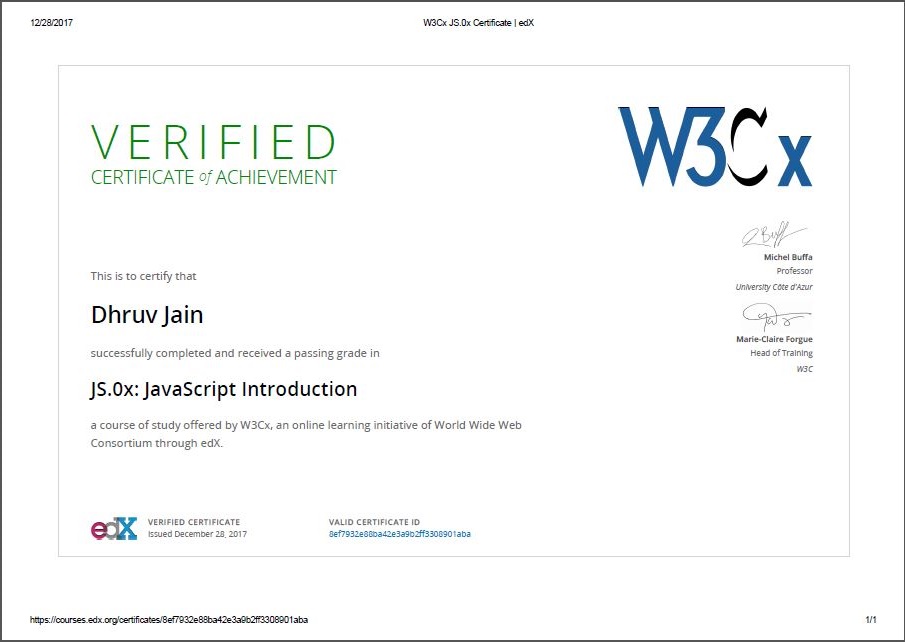 12/28/2017
W3Cx JS.0x Certificate | edX
VERIFIED
CERTIFICATE of ACHIEVEMENT
W3Cx
Michel Buffa
Professor
University Côte d'Azur
Marie-Claire Forgue
Head of Training
W3C
This is to certify that
Dhruv Jain
successfully completed and received a passing grade in
JS.0x: JavaScript Introduction
a course of study offered by W3Cx, an online learning initiative of World Wide Web
Consortium through edX.
edX
VERIFIED CERTIFICATE
Issued December 28, 2017
VALID CERTIFICATE ID
8ef7932e88ba42e3a9b2ff3308901aba
https://courses.edx.org/certificates/8ef7932e88ba42e3a9b2ff3308901aba
1/1